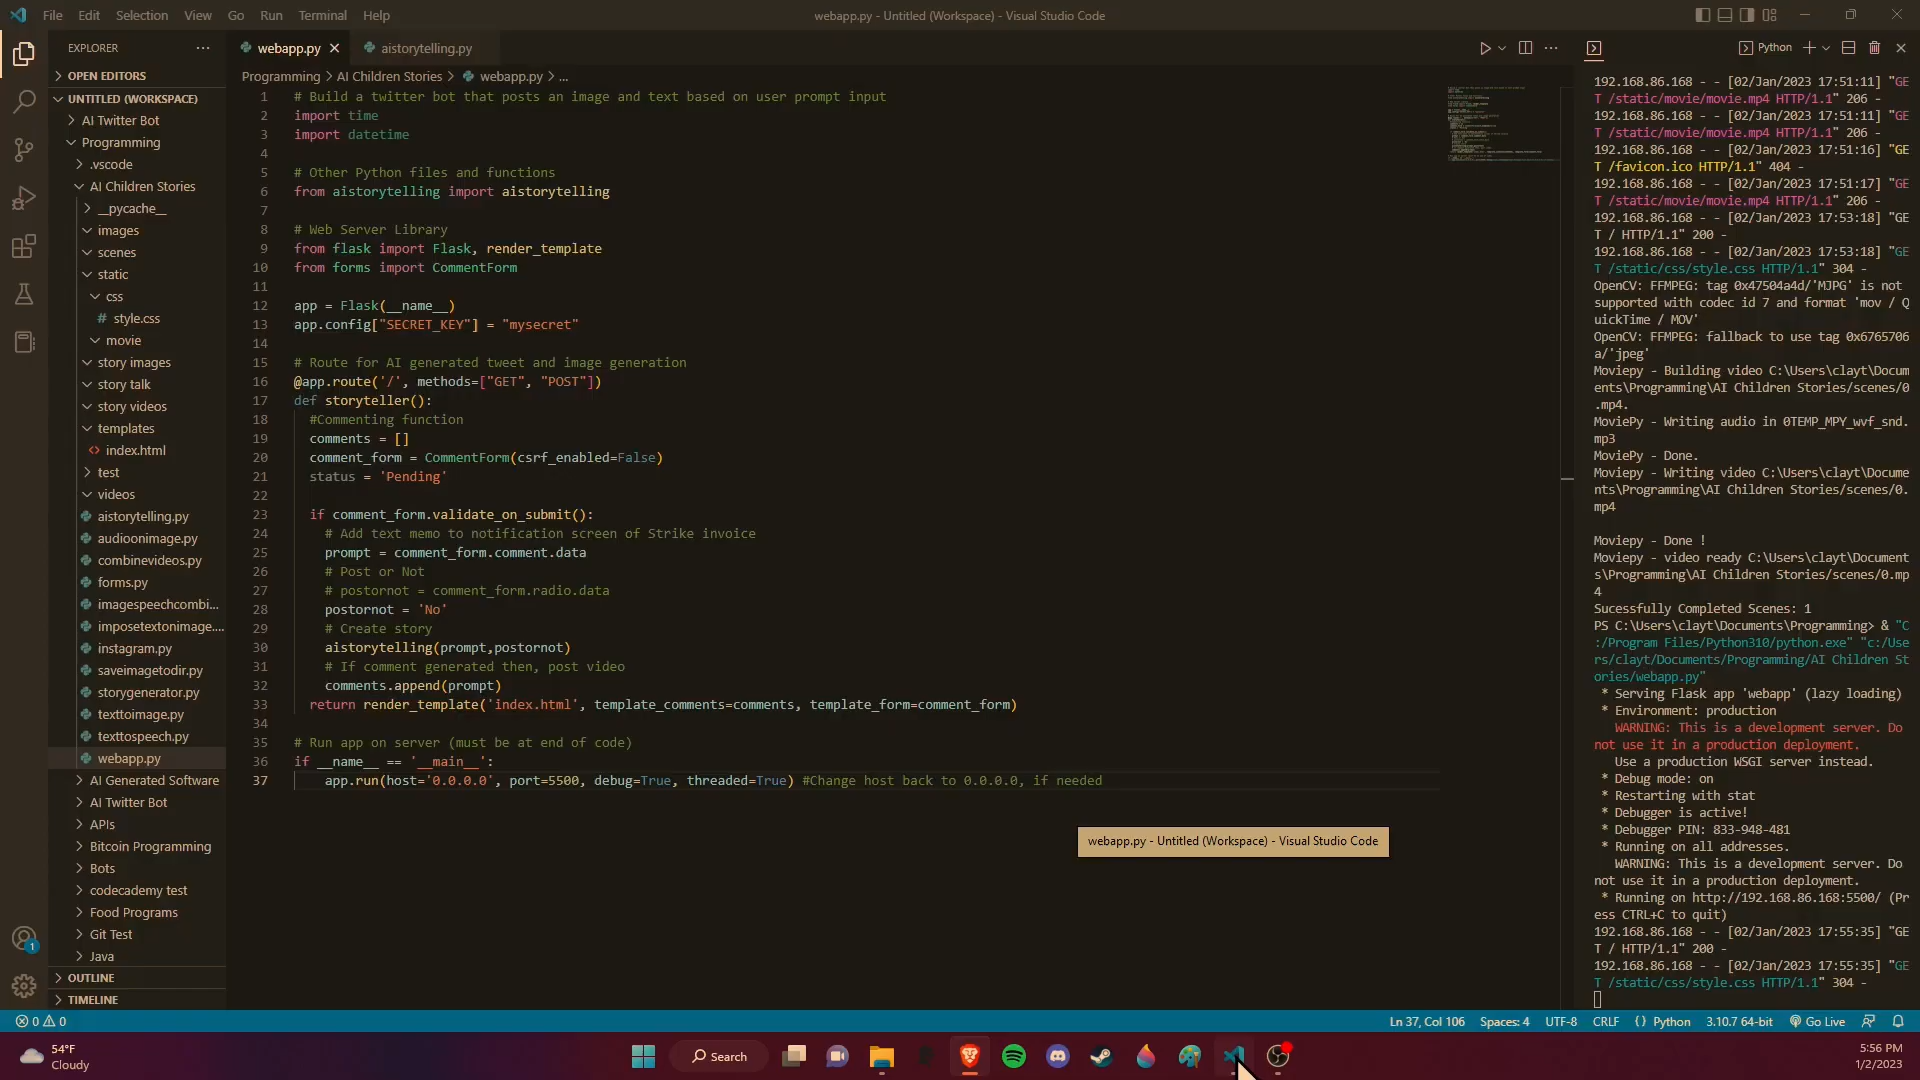 File Edit Selection View Go Run Terminal Help
webapp.py - Untitled (Workspace) - Visual Studio Code
EXPLORER
OPEN EDITORS
UNTITLED (WORKSPACE)
AI Twitter Bot
Programming
.vscode
AI Children Stories
__pycache__
images
scenes
static
css
# style.css
movie
story images
story talk
story videos
templates
<> index.html
test
videos
aistorytelling.py
audioonimage.py
combinevideos.py
forms.py
imagespeechcombi...
imposetextonimage....
instagram.py
saveimagetodir.py
storygenerator.py
texttoimage.py
texttospeech.py
webapp.py
AI Generated Software
AI Twitter Bot
APIs
Bitcoin Programming
Bots
codecademy test
Food Programs
Git Test
Java
OUTLINE
TIMELINE
webapp.py
aistorytelling.py
Programming > AI Children Stories > webapp.py > ...
1 # Build a twitter bot that posts an image and text based on user prompt input
2 import time
3 import datetime
4
5 # Other Python files and functions
6 from aistorytelling import aistorytelling
7
8 # Web Server Library
9 from flask import Flask, render_template
10 from forms import CommentForm
11
12 app = Flask(__name__)
13 app.config["SECRET_KEY"] = "mysecret"
14
15 # Route for AI generated tweet and image generation
16 @app.route('/', methods=["GET", "POST"])
17 def storyteller():
18 #Commenting function
19 comments = []
20 comment_form = CommentForm(csrf_enabled=False)
21 status = 'Pending'
22
23 if comment_form.validate_on_submit():
24 # Add text memo to notification screen of Strike invoice
25 prompt = comment_form.comment.data
26 # Post or Not
27 # postornot = comment_form.radio.data
28 postornot = 'No'
29 # Create story
30 aistorytelling(prompt,postornot)
31 # If comment generated then, post video
32 comments.append(prompt)
33 return render_template('index.html', template_comments=comments, template_form=comment_form)
34
35 # Run app on server (must be at end of code)
36 if __name__ == '__main__':
37 app.run(host='0.0.0.0', port=5500, debug=True, threaded=True) #Change host back to 0.0.0.0, if needed
webapp.py - Untitled (Workspace) - Visual Studio Code
Python
192.168.86.168 - - [02/Jan/2023 17:51:11] "GE
T /static/movie/movie.mp4 HTTP/1.1" 206 -
192.168.86.168 - - [02/Jan/2023 17:51:11] "GE
T /static/movie/movie.mp4 HTTP/1.1" 206 -
192.168.86.168 - - [02/Jan/2023 17:51:16] "GE
T /favicon.ico HTTP/1.1" 404 -
192.168.86.168 - - [02/Jan/2023 17:51:17] "GE
T /static/movie/movie.mp4 HTTP/1.1" 206 -
192.168.86.168 - - [02/Jan/2023 17:53:18] "GE
T / HTTP/1.1" 200 -
192.168.86.168 - - [02/Jan/2023 17:53:18] "GE
T /static/css/style.css HTTP/1.1" 304 -
OpenCV: FFMPEG: tag 0x47504a4d/'MJPG' is not
supported with codec id 7 and format 'mov / Q
uickTime / MOV'
OpenCV: FFMPEG: fallback to use tag 0x6765706
a/'jpeg'
Moviepy - Building video C:\Users\clayt\Docum
ents\Programming\AI Children Stories/scenes/0
.mp4.
MoviePy - Writing audio in 0TEMP_MPY_wvf_snd.
mp3
MoviePy - Done.
Moviepy - Writing video C:\Users\clayt\Docume
nts\Programming\AI Children Stories/scenes/0.
mp4
Moviepy - Done !
Moviepy - video ready C:\Users\clayt\Document
s\Programming\AI Children Stories/scenes/0.mp
4
Sucessfully Completed Scenes: 1
PS C:\Users\clayt\Documents\Programming> & "C
:/Program Files/Python310/python.exe" "c:/Use
rs/clayt/Documents/Programming/AI Children St
ories/webapp.py"
* Serving Flask app 'webapp' (lazy loading)
* Environment: production
WARNING: This is a development server. Do
not use it in a production deployment.
Use a production WSGI server instead.
* Debug mode: on
* Restarting with stat
* Debugger is active!
* Debugger PIN: 833-948-481
* Running on all addresses.
WARNING: This is a development server. Do
not use it in a production deployment.
* Running on http://192.168.86.168:5500/ (Pr
ess CTRL+C to quit)
192.168.86.168 - - [02/Jan/2023 17:55:35] "GE
T / HTTP/1.1" 200 -
192.168.86.168 - - [02/Jan/2023 17:55:35] "GE
T /static/css/style.css HTTP/1.1" 304 -
1
0 0
Ln 37, Col 106 Spaces: 4 UTF-8 CRLF {} Python 3.10.7 64-bit Go Live
54°F
Cloudy
Search
5:56 PM
1/2/2023